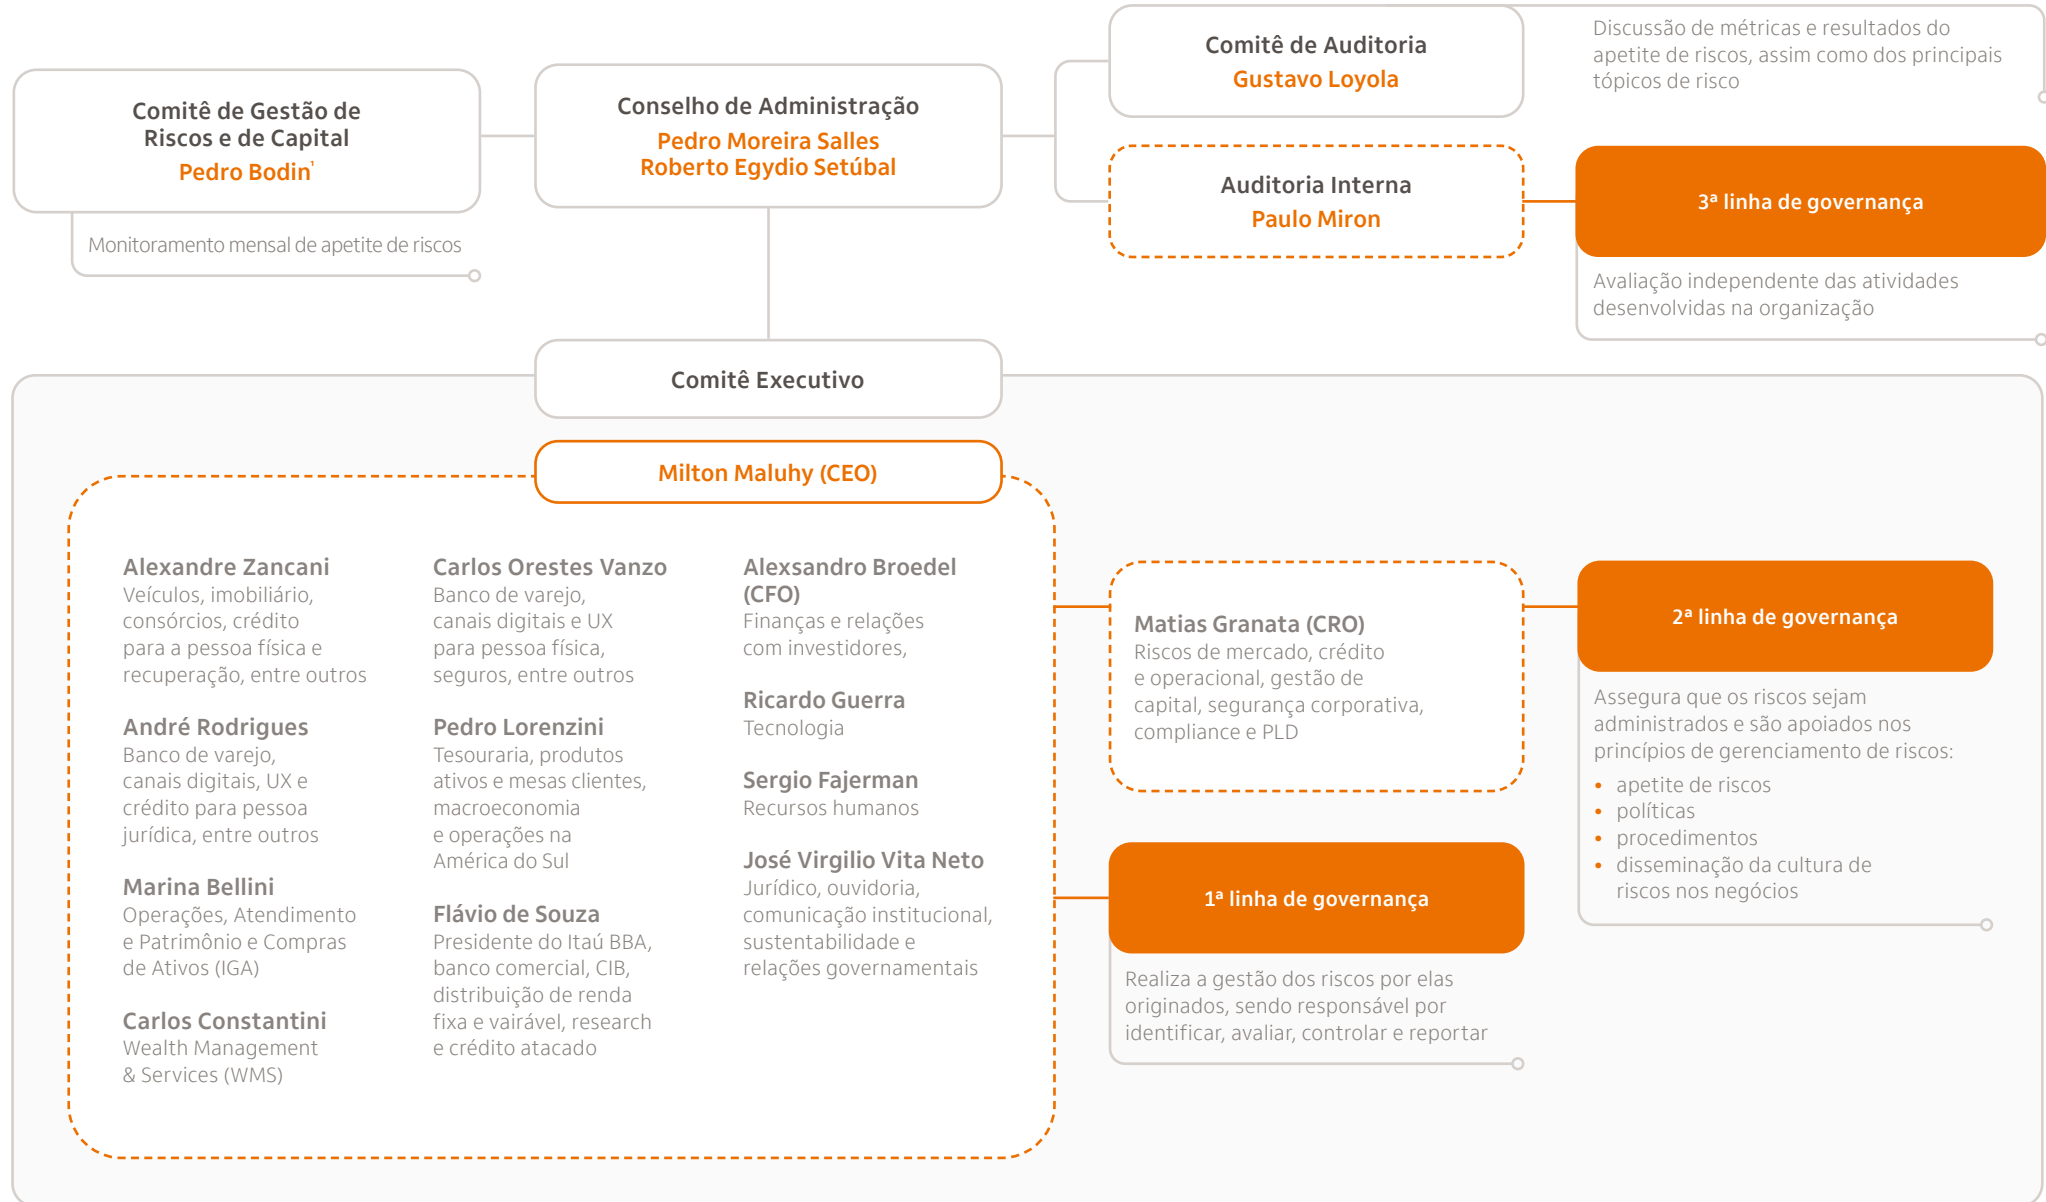 Comitê de Gestão de
Riscos e de Capital
Pedro Bodin¹
Monitoramento mensal de apetite de riscos
Conselho de Administração
Pedro Moreira Salles
Roberto Egydio Setúbal
Comitê de Auditoria
Gustavo Loyola
Discussão de métricas e resultados do
apetite de riscos, assim como dos principais
tópicos de risco
Auditoria Interna
Paulo Miron
3ª linha de governança
Avaliação independente das atividades
desenvolvidas na organização
Comitê Executivo
Milton Maluhy (CEO)
Alexandre Zancani
Veículos, imobiliário,
consórcios, crédito
para a pessoa física e
recuperação, entre outros
André Rodrigues
Banco de varejo,
canais digitais, UX e
crédito para pessoa
jurídica, entre outros
Marina Bellini
Operações, Atendimento
e Patrimônio e Compras
de Ativos (IGA)
Carlos Constantini
Wealth Management
& Services (WMS)
Carlos Orestes Vanzo
Banco de varejo,
canais digitais e UX
para pessoa física,
seguros, entre outros
Pedro Lorenzini
Tesouraria, produtos
ativos e mesas clientes,
macroeconomia
e operações na
América do Sul
Flávio de Souza
Presidente do Itaú BBA,
banco comercial, CIB,
distribuição de renda
fixa e vairável, research
e crédito atacado
Alexsandro Broedel
(CFO)
Finanças e relações
com investidores,
Ricardo Guerra
Tecnologia
Sergio Fajerman
Recursos humanos
José Virgilio Vita Neto
Jurídico, ouvidoria,
comunicação institucional,
sustentabilidade e
relações governamentais
Matias Granata (CRO)
Riscos de mercado, crédito
e operacional, gestão de
capital, segurança corporativa,
compliance e PLD
2ª linha de governança
Assegura que os riscos sejam
administrados e são apoiados nos
princípios de gerenciamento de riscos:
• apetite de riscos
• políticas
• procedimentos
• disseminação da cultura de
riscos nos negócios
1ª linha de governança
Realiza a gestão dos riscos por elas
originados, sendo responsável por
identificar, avaliar, controlar e reportar